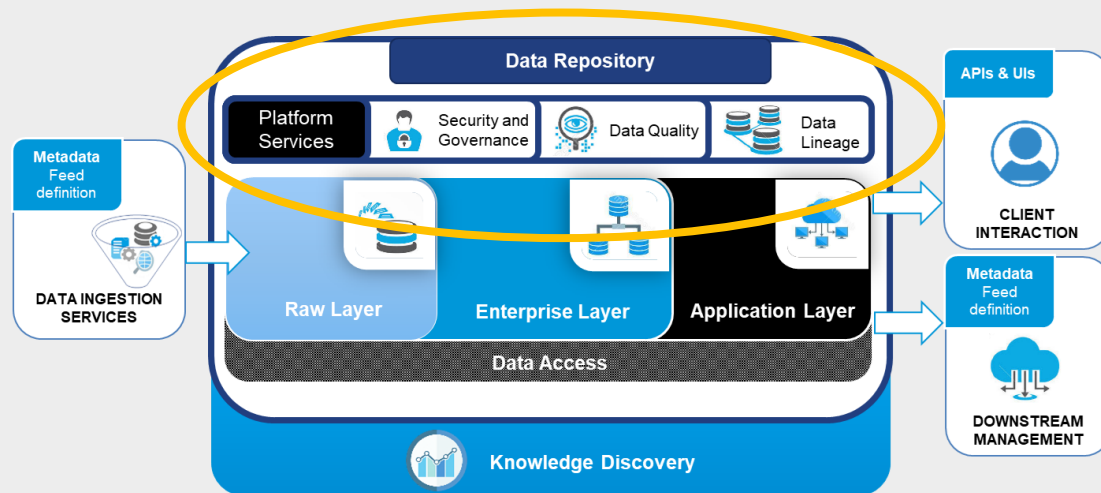 Data Repository
Platform
Services
Security and
Governance
Data Quality
Data
Lineage
Metadata
Feed
definition
DATA INGESTION
SERVICES
Raw Layer
Enterprise Layer
Application Layer
Data Access
Knowledge Discovery
APIs & UIs
CLIENT
INTERACTION
Metadata
Feed
definition
DOWNSTREAM
MANAGEMENT